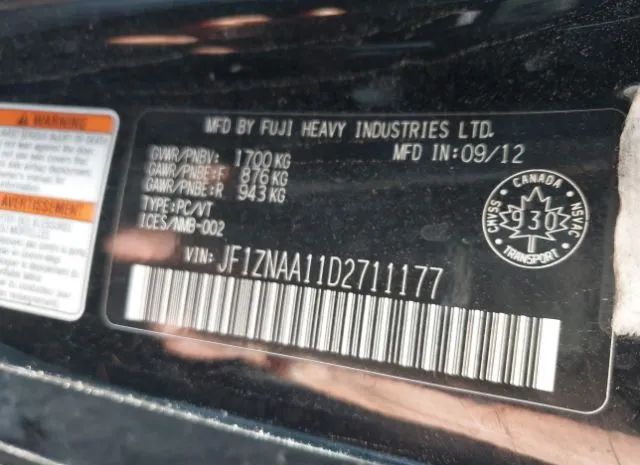 WARNING
AVERTISSEMENT
MFD BY FUJI HEAVY INDUSTRIES LTD.
GVWR/PNBV: 1700 KG
MFD IN: 09/12
GAWR/PNBE:F 876 KG
GAWR/PNBE:R 943 KG
TYPE:PC/VT
ICES/NMB-002
CANADA
CMVSS
930
NSVAC
TRANSPORT
VIN: JF1ZNAA11D2711177